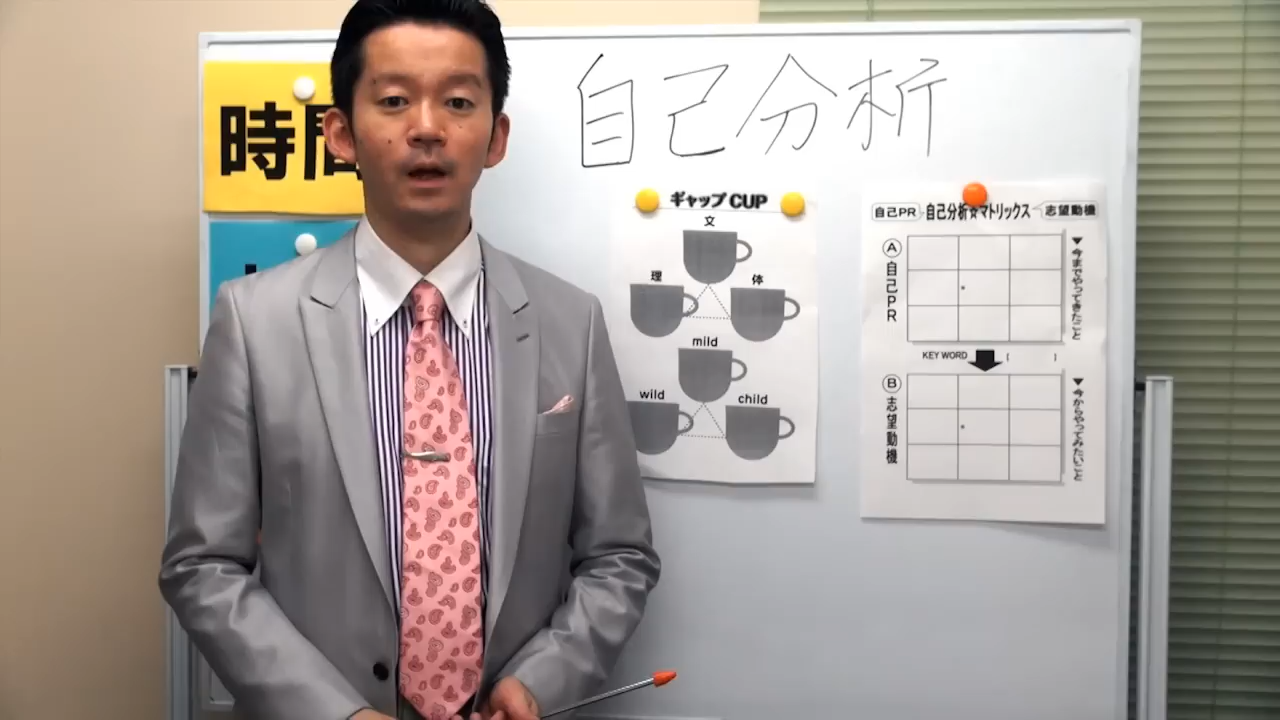 自己分析
時間
ギャップCUP
文
理
体
mild
wild
child
自己PR
自己分析☆マトリックス
志望動機
A
自己PR
▼今までやってきたこと
KEY WORD
[ ]
B
志望動機
▼今からやってみたいこと